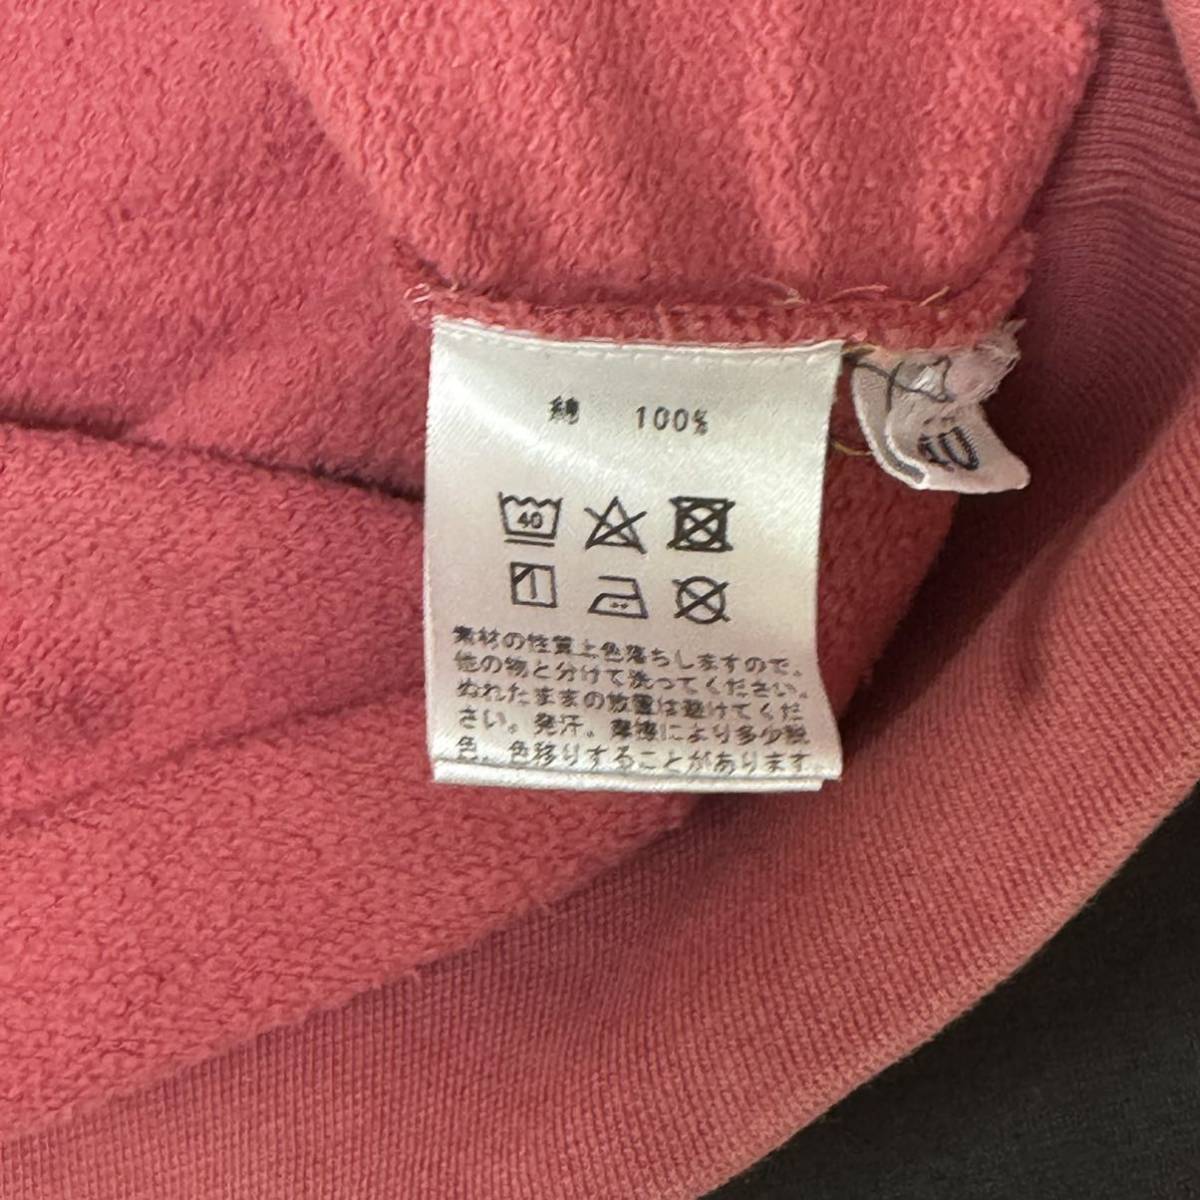 綿 100%
40
40
素材の性質上色落ちしますので、
他の物と分けて洗ってください。
ぬれたままの放置は避けてくだ
さい。発汗、摩擦により多少脱
色、色移りすることがあります